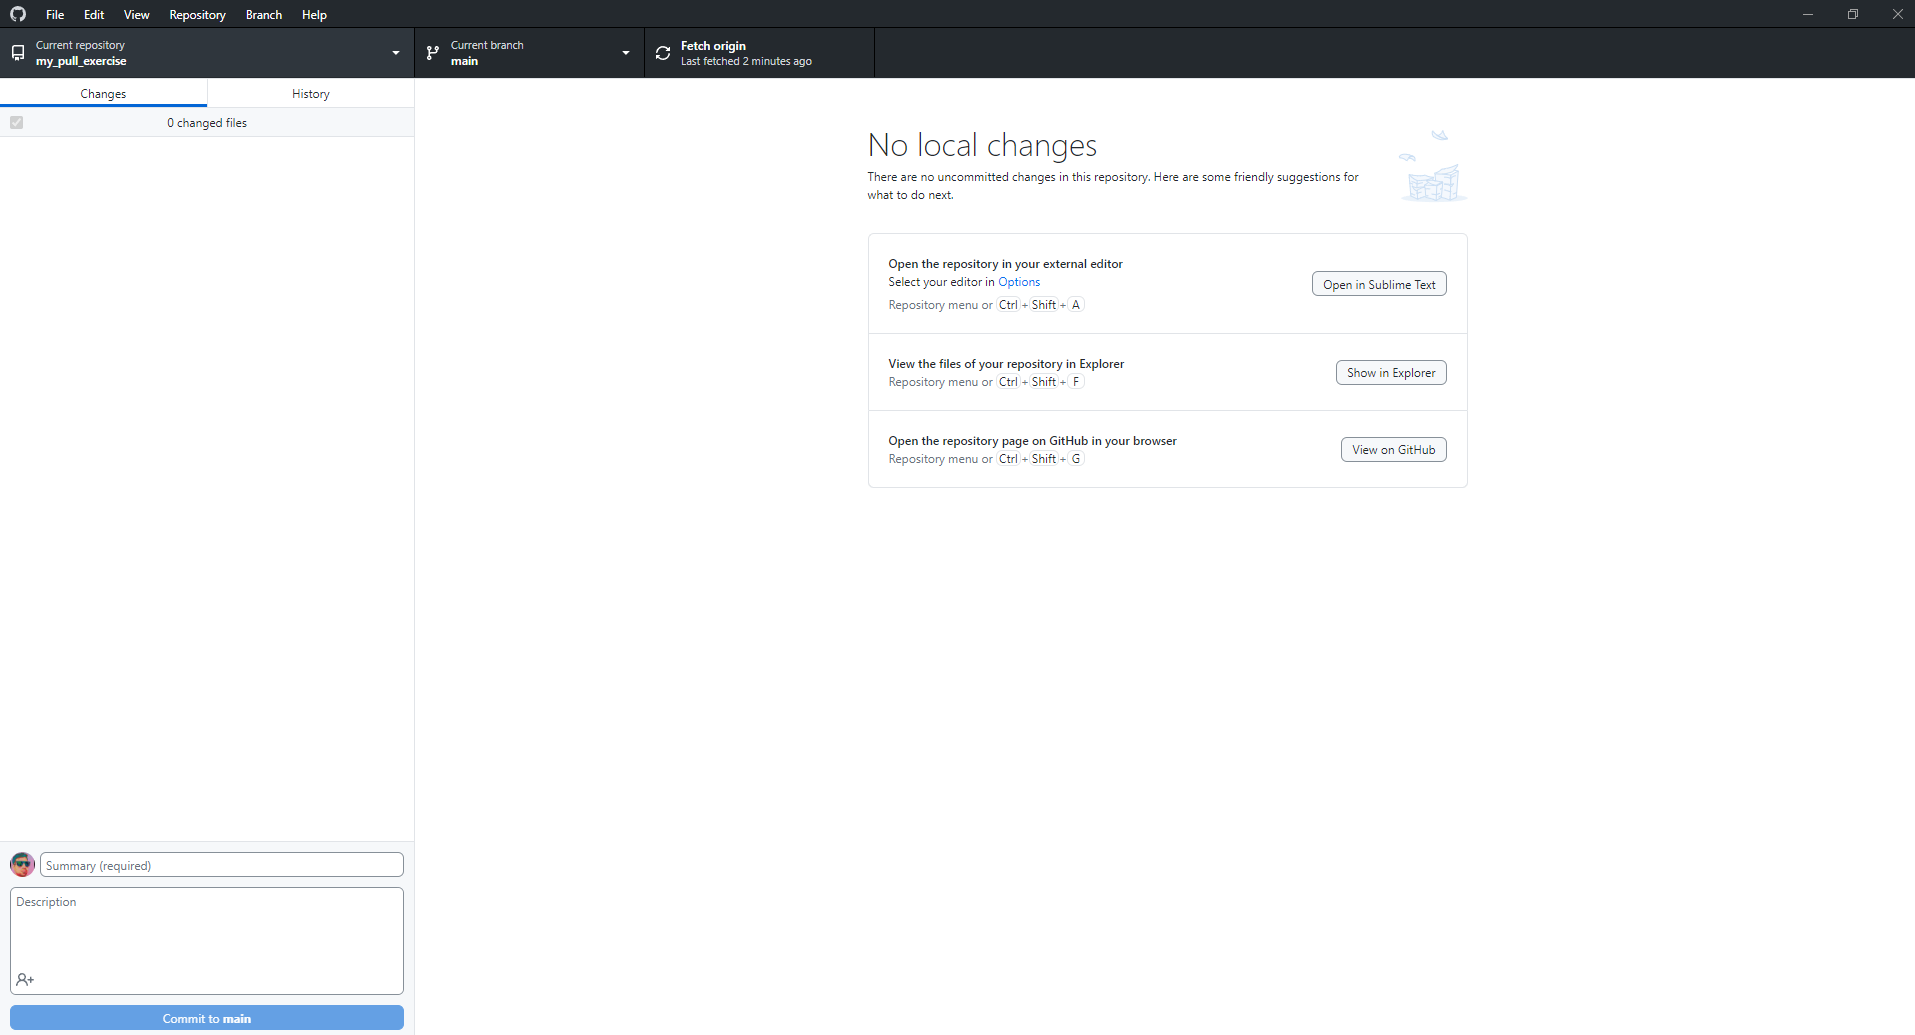 File Edit View Repository Branch Help
Current repository
my_pull_exercise
Current branch
main
Fetch origin
Last fetched 2 minutes ago
Changes
History
0 changed files
No local changes
There are no uncommitted changes in this repository. Here are some friendly suggestions for
what to do next.
Open the repository in your external editor
Select your editor in Options
Repository menu or Ctrl + Shift + A
Open in Sublime Text
View the files of your repository in Explorer
Repository menu or Ctrl + Shift + F
Show in Explorer
Open the repository page on GitHub in your browser
Repository menu or Ctrl + Shift + G
View on GitHub
Summary (required)
Description
Commit to main